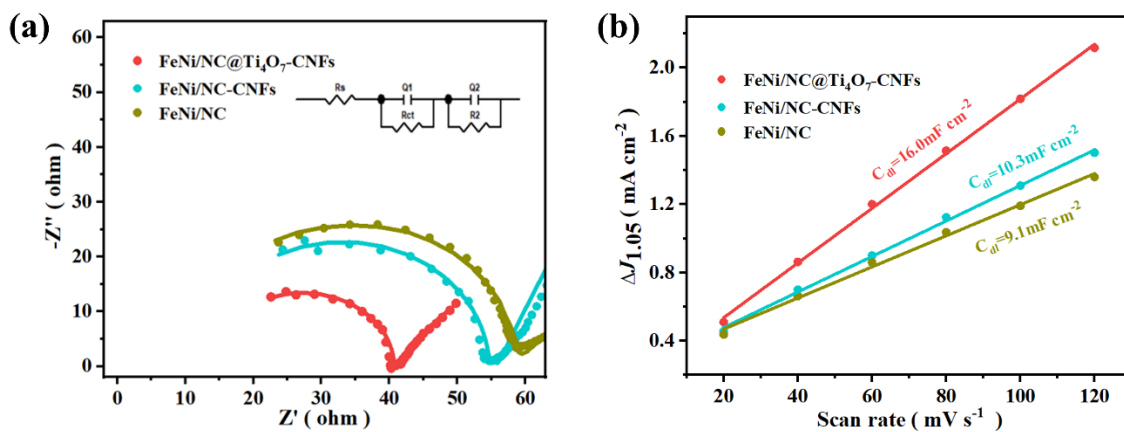 (a)
60
50
40
30
20
10
0
-Z'' ( ohm )
FeNi/NC@Ti₄O₇-CNFs
FeNi/NC-CNFs
FeNi/NC
Rs
Q1
Rct
Q2
R2
0 10 20 30 40 50 60
Z' ( ohm )
(b)
2.0
1.6
1.2
0.8
0.4
ΔJ₁.₀₅ ( mA cm⁻²)
FeNi/NC@Ti₄O₇-CNFs
FeNi/NC-CNFs
FeNi/NC
C_dl=16.0mF cm⁻²
C_dl=10.3mF cm⁻²
C_dl=9.1mF cm⁻²
20 40 60 80 100 120
Scan rate ( mV s⁻¹)